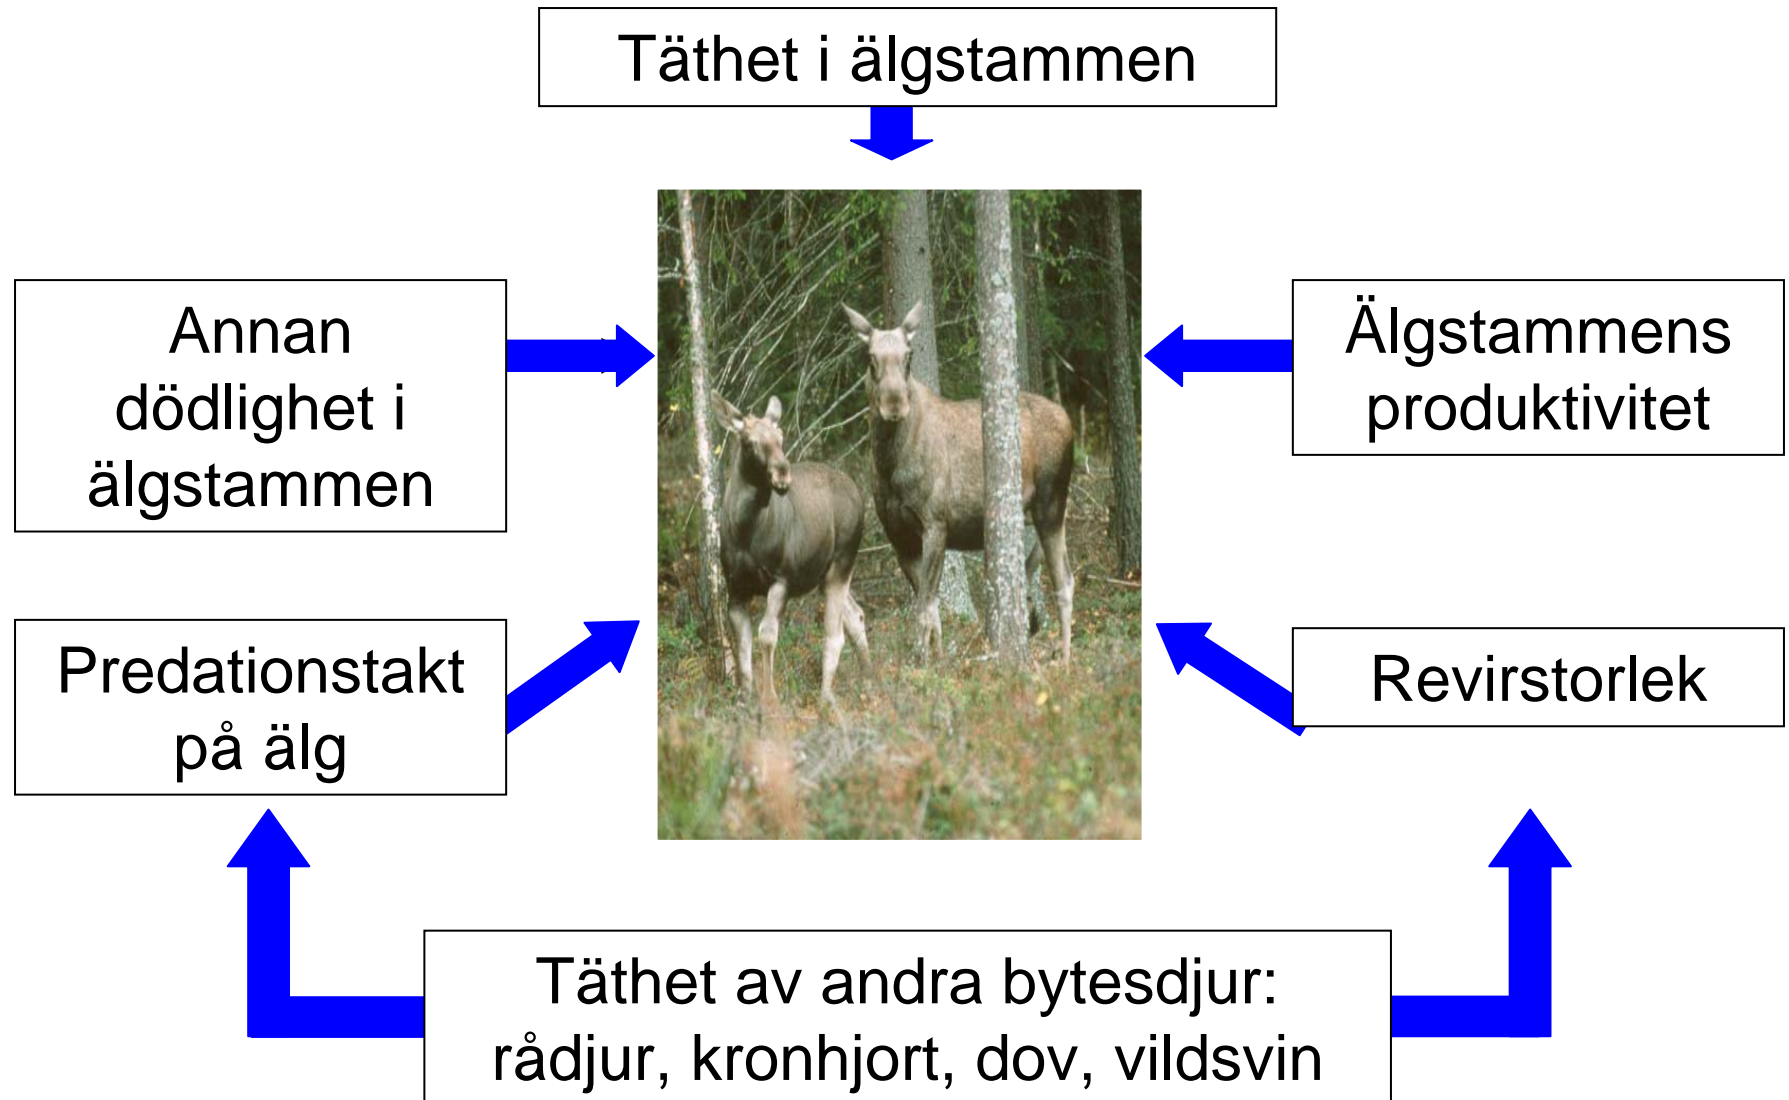 Täthet i älgstammen
Annan
dödlighet i
älgstammen
Älgstammens
produktivitet
Predationstakt
på älg
Revirstorlek
Täthet av andra bytesdjur:
rådjur, kronhjort, dov, vildsvin